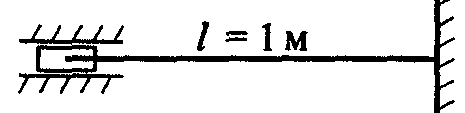 l = 1 м